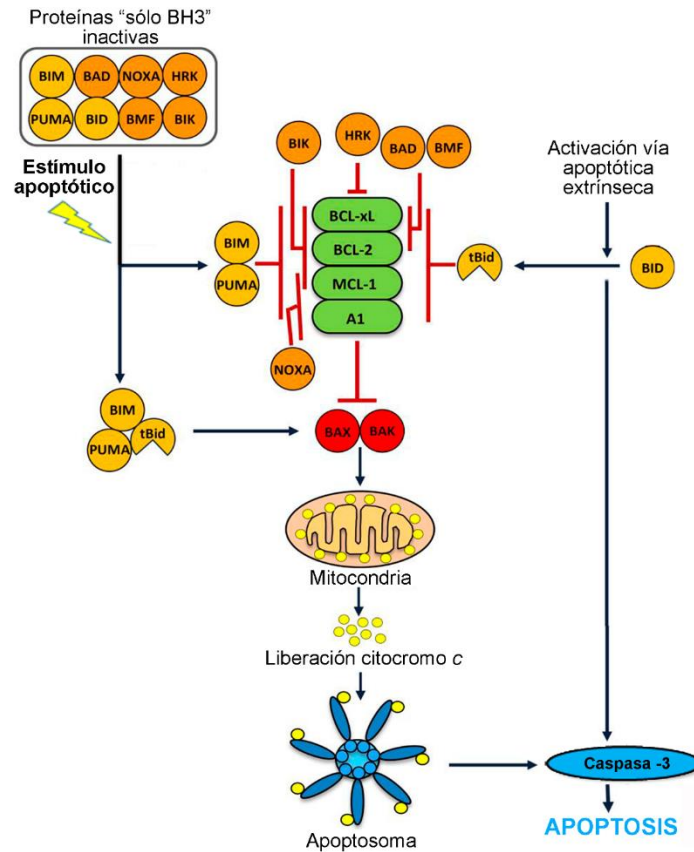 Proteínas “sólo BH3”
inactivas
BIM BAD NOXA HRK
PUMA BID BMF BIK
Estímulo
apoptótico
BIK
HRK
BAD
BMF
Activación vía
apoptótica
extrínseca
BCL-xL
BCL-2
MCL-1
A1
BIM
PUMA
tBid
BID
NOXA
BIM
PUMA
tBid
BAX
BAK
Mitocondria
Liberación citocromo c
Apoptosoma
Caspasa -3
APOPTOSIS